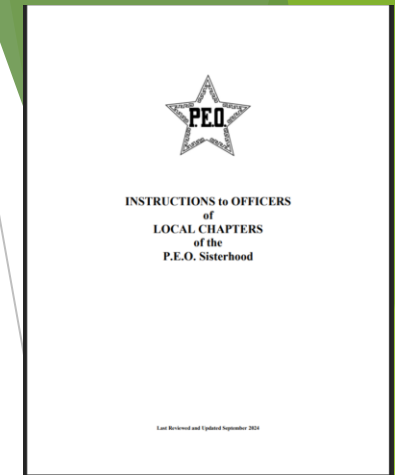 P.E.O.
INSTRUCTIONS to OFFICERS
of
LOCAL CHAPTERS
of the
P.E.O. Sisterhood
Last Reviewed and Updated September 2024